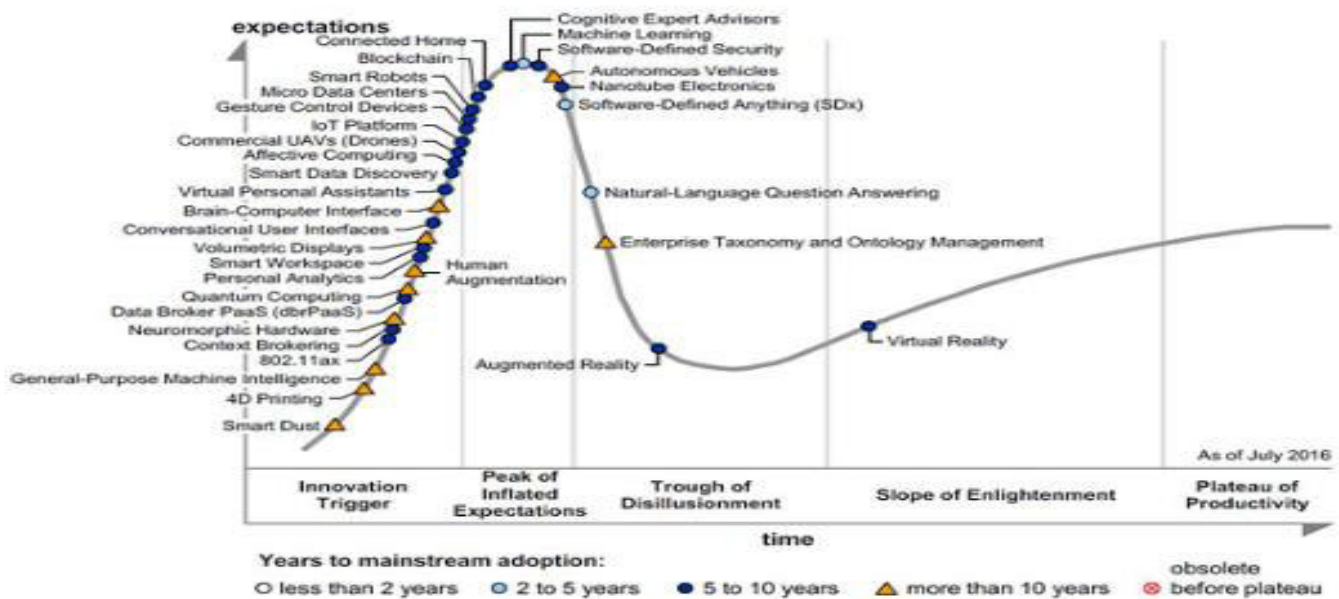 expectations
Cognitive Expert Advisors
Machine Learning
Software-Defined Security
Autonomous Vehicles
Nanotube Electronics
Software-Defined Anything (SDx)
Connected Home
Blockchain
Smart Robots
Micro Data Centers
Gesture Control Devices
IoT Platform
Commercial UAVs (Drones)
Affective Computing
Smart Data Discovery
Virtual Personal Assistants
Brain-Computer Interface
Conversational User Interfaces
Volumetric Displays
Smart Workspace
Personal Analytics
Human
Augmentation
Quantum Computing
Data Broker PaaS (dbrPaaS)
Neuromorphic Hardware
Context Brokering
802.11ax
General-Purpose Machine Intelligence
4D Printing
Smart Dust
Natural-Language Question Answering
Enterprise Taxonomy and Ontology Management
Augmented Reality
Virtual Reality
As of July 2016
Innovation
Trigger
Peak of
Inflated
Expectations
Trough of
Disillusionment
Slope of Enlightenment
Plateau of
Productivity
time
Years to mainstream adoption:
less than 2 years
2 to 5 years
5 to 10 years
more than 10 years
obsolete
before plateau